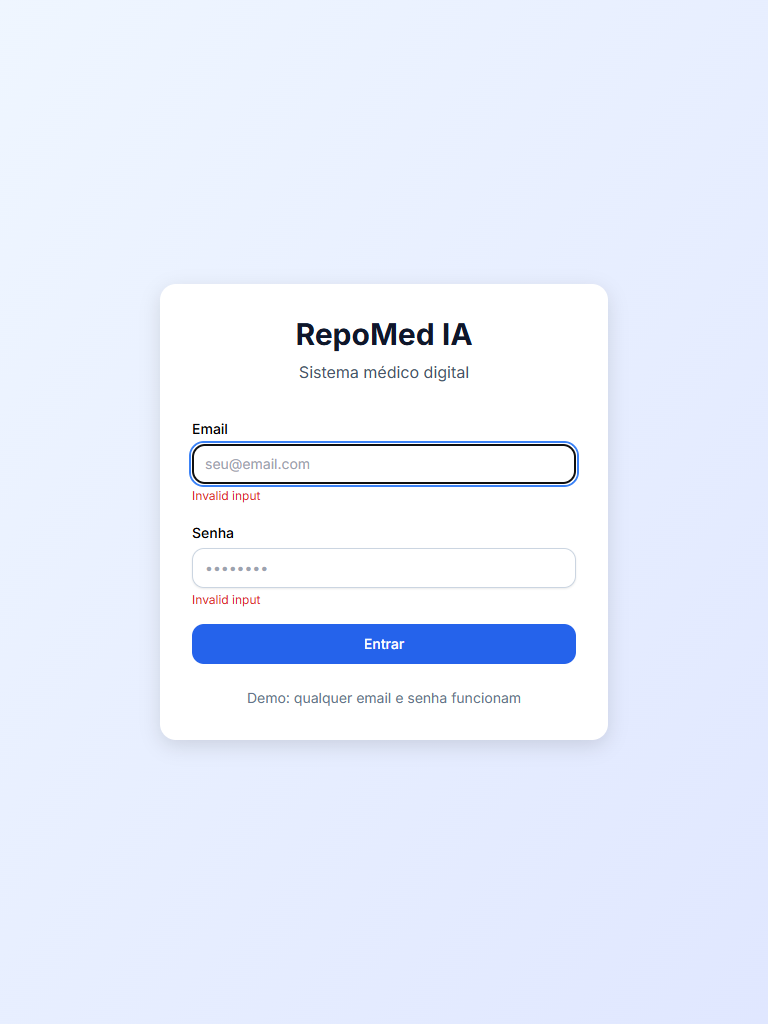 RepoMed IA
Sistema médico digital
Email
seu@email.com
Invalid input
Senha
••••••••
Invalid input
Entrar
Demo: qualquer email e senha funcionam